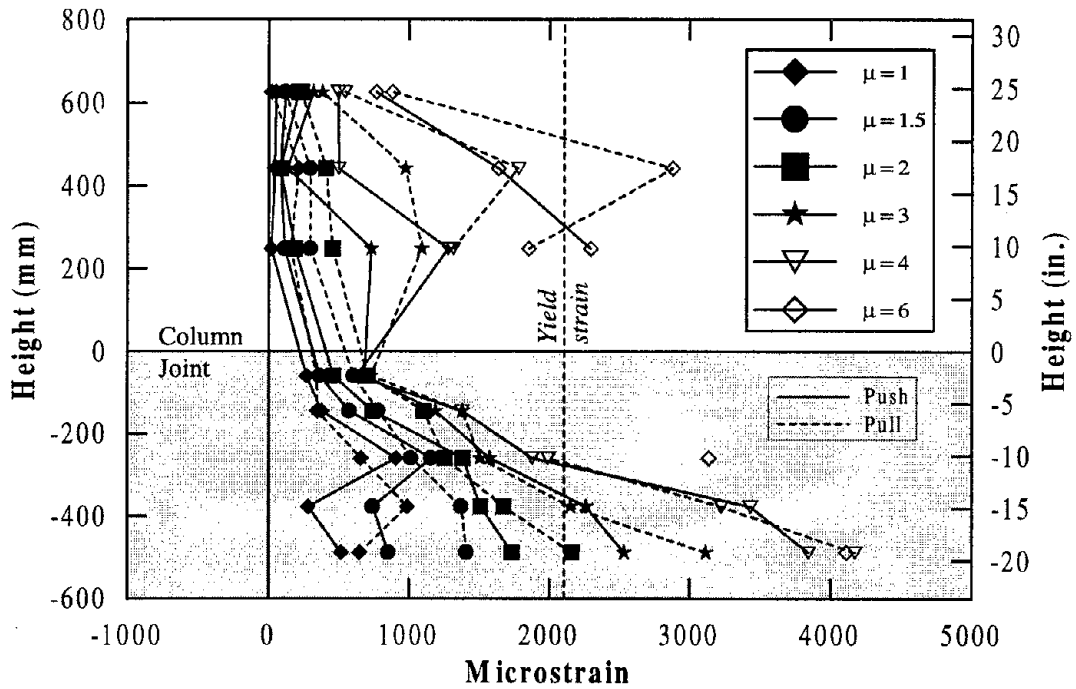 800
600
400
200
0
-200
-400
-600
Height (mm)
-1000
0
1000
2000
3000
4000
5000
Microstrain
30
25
20
15
10
5
0
-5
-10
-15
-20
Height (in.)
Column
Joint
Yield
strain
μ=1
μ=1.5
μ=2
μ=3
μ=4
μ=6
Push
Pull